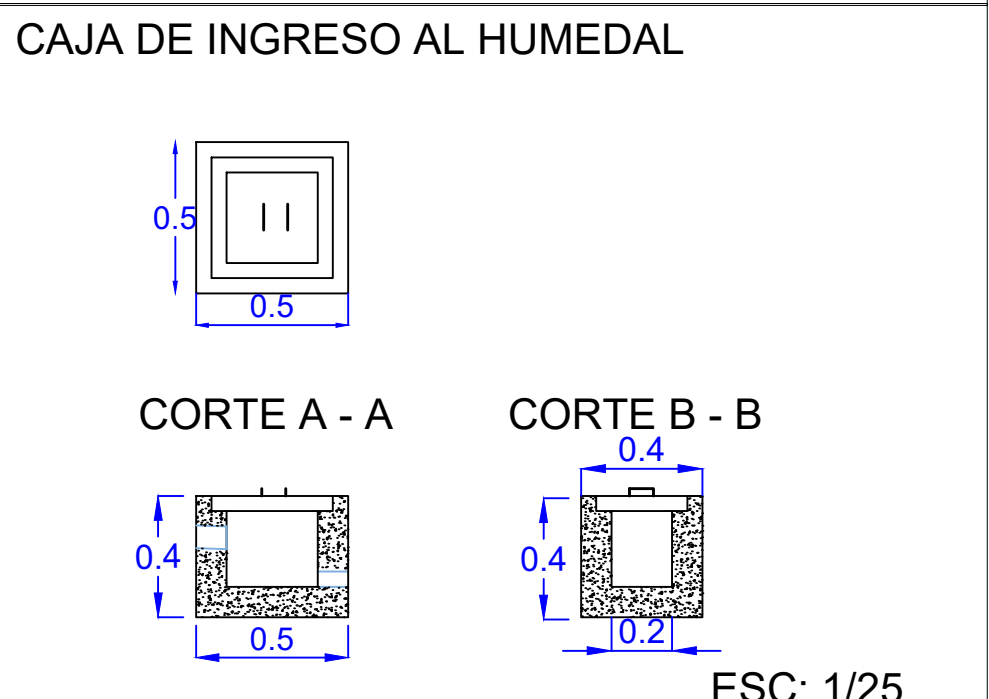 CAJA DE INGRESO AL HUMEDAL
0.5
0.5
CORTE A - A
CORTE B - B
0.4
0.4
0.4
0.5
0.2
ESC: 1/25